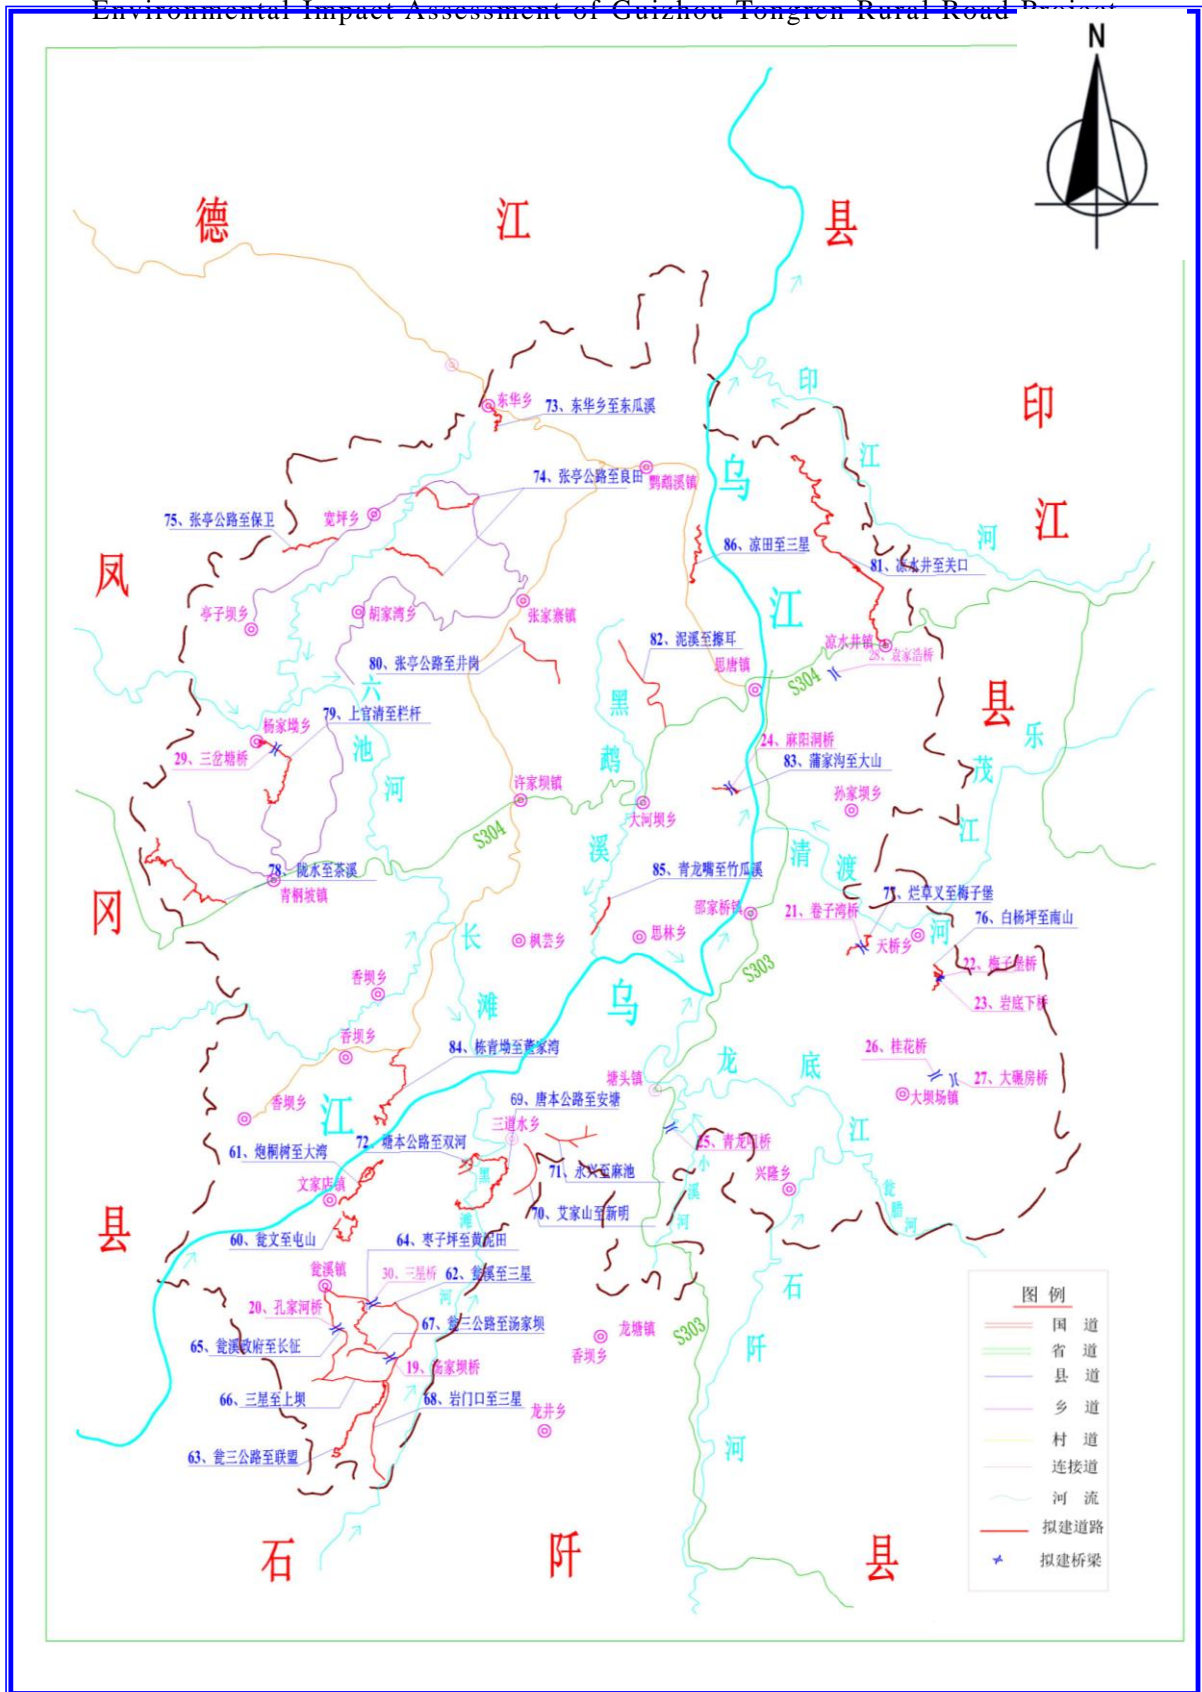 Environmental Impact Assessment of Guizhou Tongren Rural Road Project
N
德 江 县
印
江
县
凤
冈
县
石 阡 县
印
江
河
东华乡
73、东华乡至东瓜溪
乌
江
74、张亭公路至良田
鹦鹉溪镇
75、张亭公路至保卫
宽坪乡
86、凉田至三星
81、凉水井至关口
亭子坝乡
胡家湾乡
张家寨镇
82、泥溪至擦耳
凉水井镇
28、袁家浩桥
80、张亭公路至井岗
思唐镇
S304
六
池
河
黑
鹉
溪
79、上官清至栏杆
杨家坳乡
29、三岔塘桥
24、麻阳洞桥
83、蒲家沟至大山
乐
茂
江
许家坝镇
大河坝乡
孙家坝乡
S304
清
渡
河
78、陇水至茶溪
青杠坡镇
85、青龙嘴至竹瓜溪
77、烂草叉至梅子堡
邵家桥镇
21、卷子湾桥
76、白杨坪至南山
长
滩
枫芸乡
思林乡
天桥乡
22、梅子堡桥
S303
香坝乡
23、岩底下桥
乌
香坝乡
84、栋青坳至董家湾
26、桂花桥
龙 底
江
27、大碾房桥
塘头镇
大坝场镇
香坝乡
江
69、唐本公路至安塘
三道水乡
72、塘本公路至双河
25、青龙咀桥
61、炮桐树至大湾
黑
滩
河
71、永兴至麻池
小
溪
河
兴隆乡
文家店镇
翁
腊
河
70、艾家山至新明
60、瓮文至屯山
64、枣子坪至黄泥田
瓮溪镇
30、三星桥
62、瓮溪至三星
石
阡
河
20、孔家河桥
67、瓮三公路至汤家坝
龙塘镇
S303
65、瓮溪政府至长征
香坝乡
19、汤家坝桥
66、三星至上坝
68、岩门口至三星
龙井乡
63、瓮三公路至联盟
图 例
国 道
省 道
县 道
乡 道
村 道
连接道
河 流
拟建道路
拟建桥梁